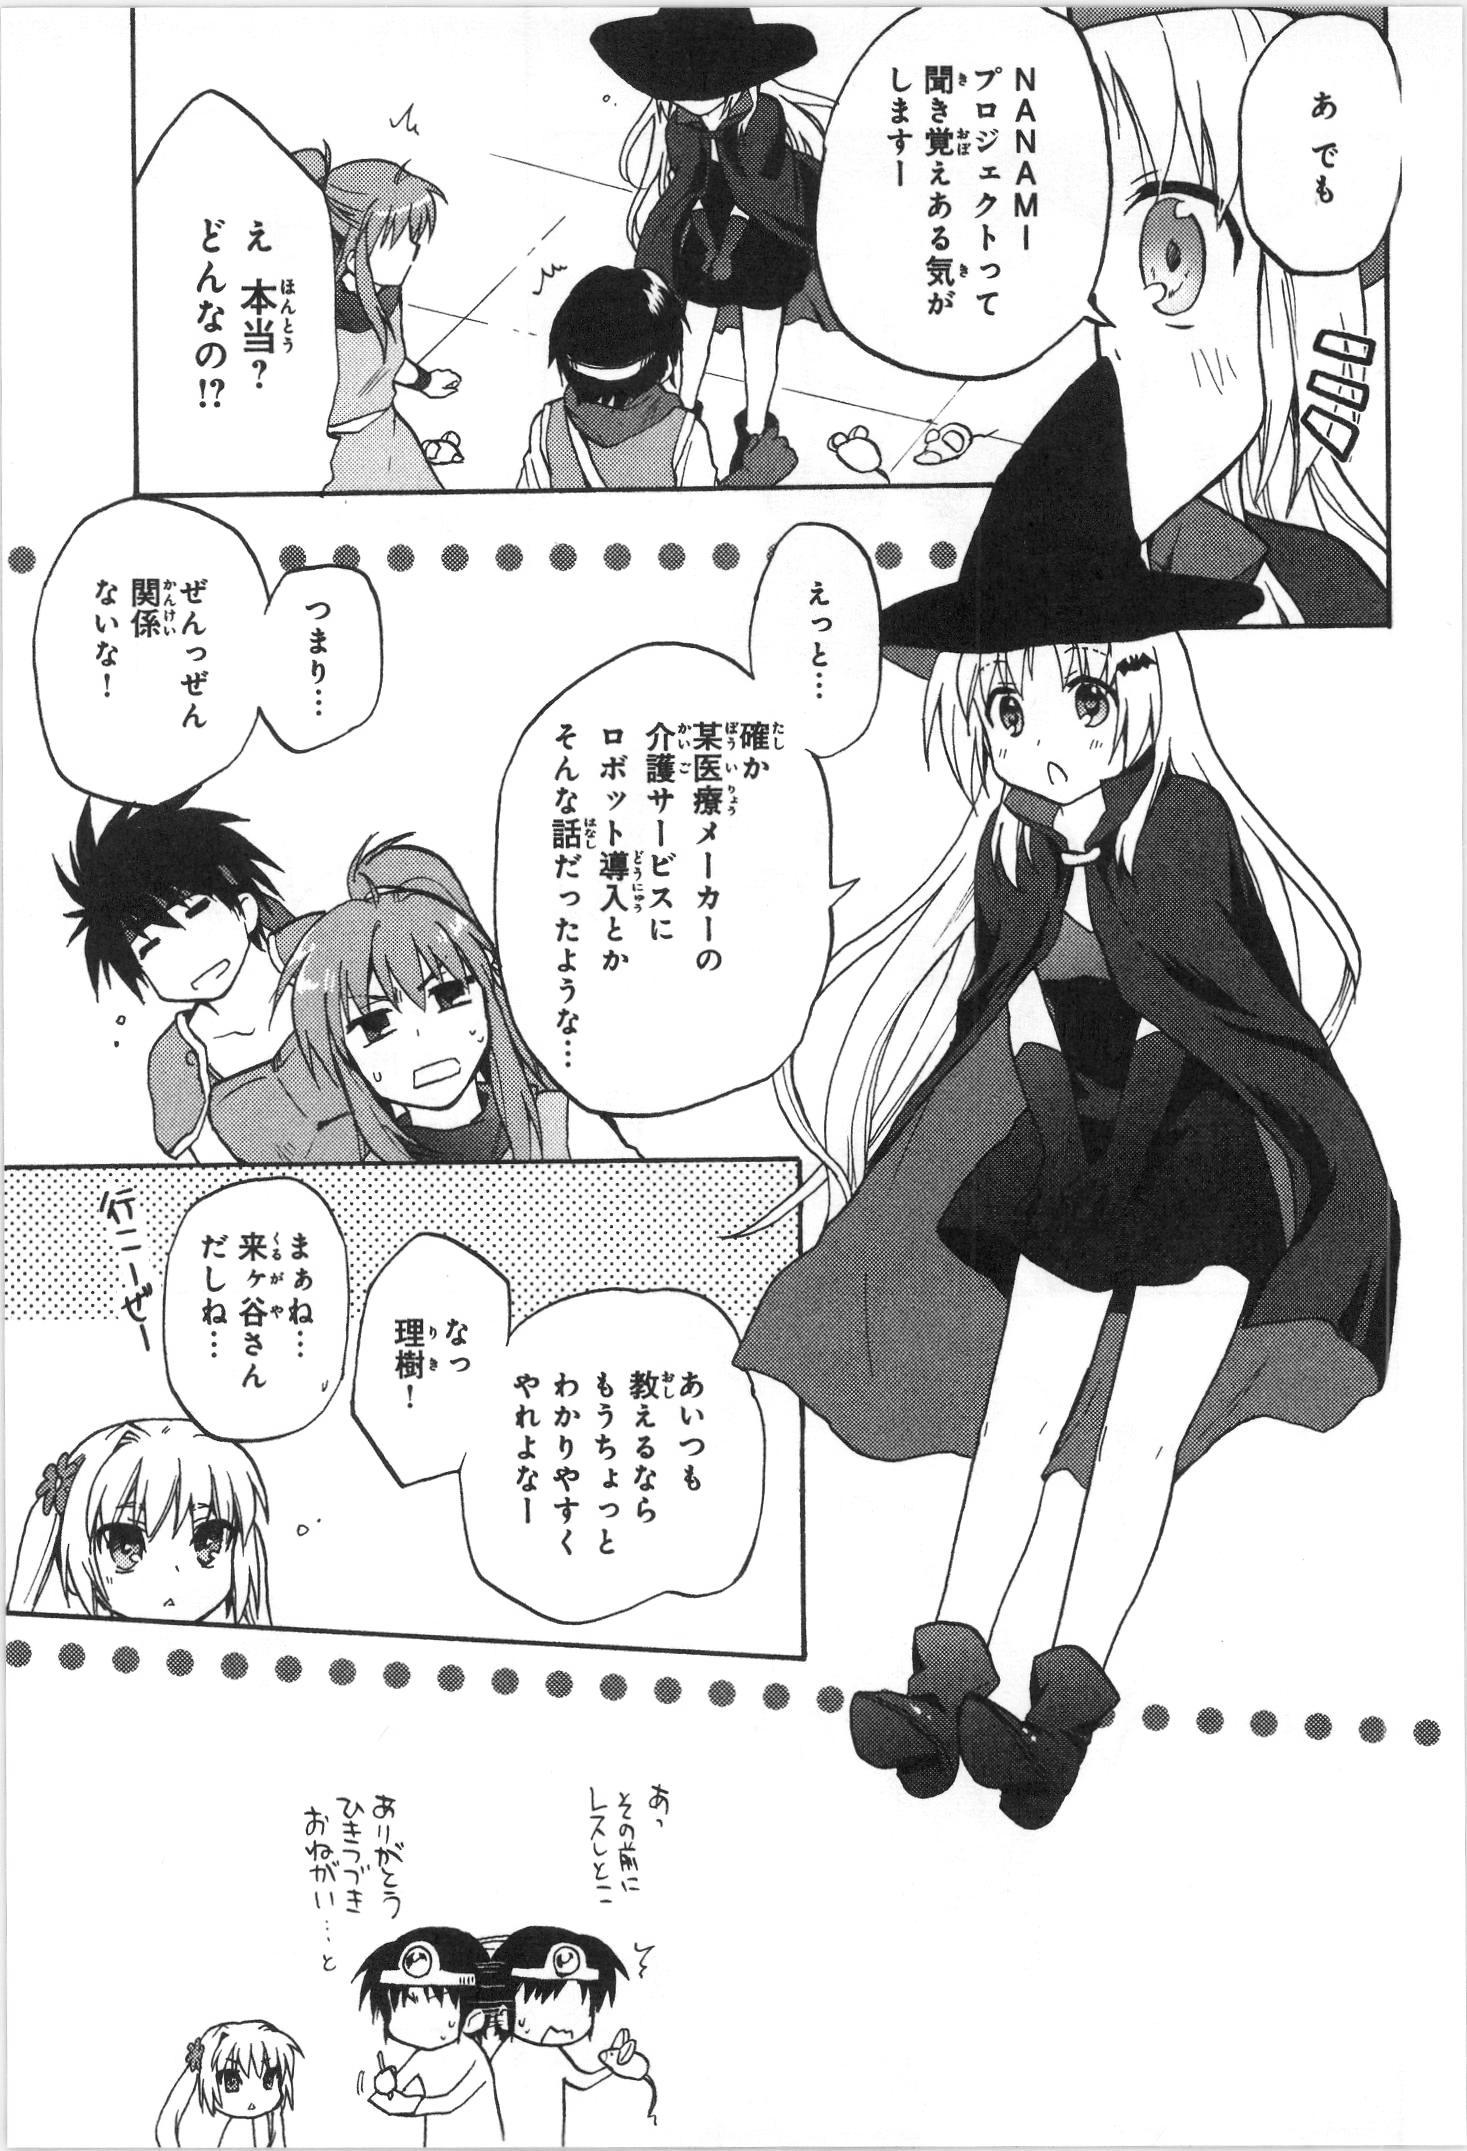 あ でも
NANAMI
プロジェクトって
聞き覚えある気が
しますー
え 本当?
どんなの!?
えっと…
確か
某医療メーカーの
介護サービスに
ロボット導入とか
そんな話だったような…
つまり…
ぜんっぜん
関係
ないな!
あいつも
教えるなら
もうちょっと
わかりやすく
やれよなー
なっ
理樹!
まぁね…
来ヶ谷さん
だしね…
行こーぜー
あっ
その前に
レスしとこ
ありがとう
ひきつづき
おねがい…と